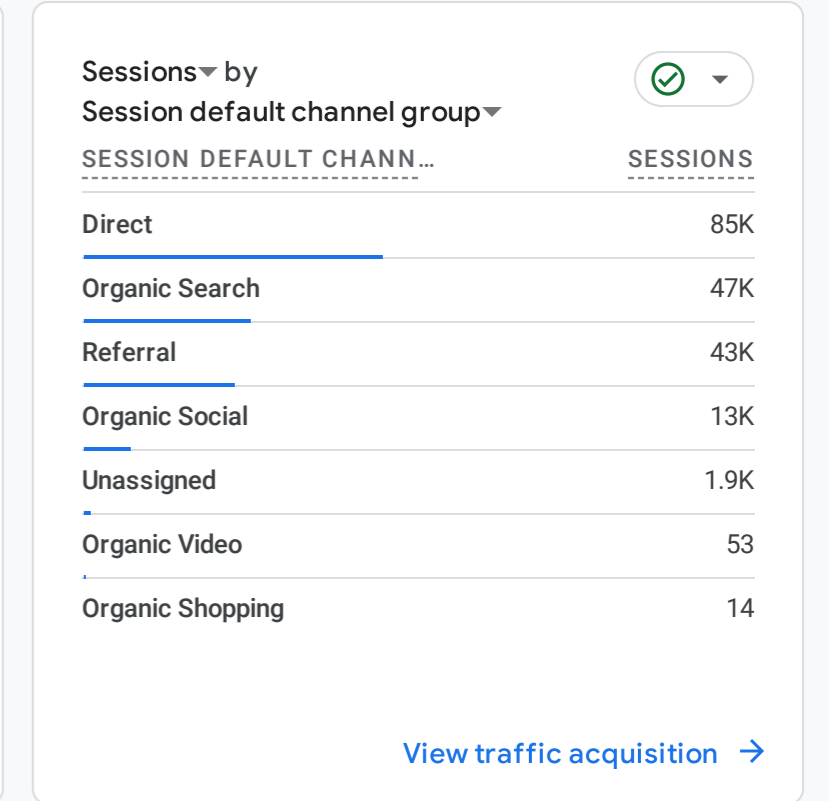 Sessions by
Session default channel group
SESSION DEFAULT CHANN… SESSIONS
Direct 85K
Organic Search 47K
Referral 43K
Organic Social 13K
Unassigned 1.9K
Organic Video 53
Organic Shopping 14
View traffic acquisition